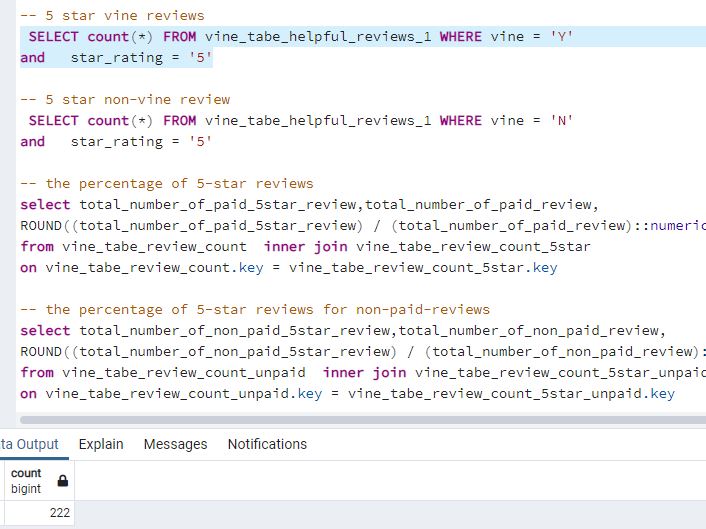 -- 5 star vine reviews
SELECT count(*) FROM vine_tabe_helpful_reviews_1 WHERE vine = 'Y'
and star_rating = '5'
-- 5 star non-vine review
SELECT count(*) FROM vine_tabe_helpful_reviews_1 WHERE vine = 'N'
and star_rating = '5'
-- the percentage of 5-star reviews
select total_number_of_paid_5star_review,total_number_of_paid_review,
ROUND((total_number_of_paid_5star_review) / (total_number_of_paid_review)::numeric
from vine_tabe_review_count inner join vine_tabe_review_count_5star
on vine_tabe_review_count.key = vine_tabe_review_count_5star.key
-- the percentage of 5-star reviews for non-paid-reviews
select total_number_of_non_paid_5star_review,total_number_of_non_paid_review,
ROUND((total_number_of_non_paid_5star_review) / (total_number_of_non_paid_review):
from vine_tabe_review_count_unpaid inner join vine_tabe_review_count_5star_unpaid
on vine_tabe_review_count_unpaid.key = vine_tabe_review_count_5star_unpaid.key
ta Output Explain Messages Notifications
count
bigint
222